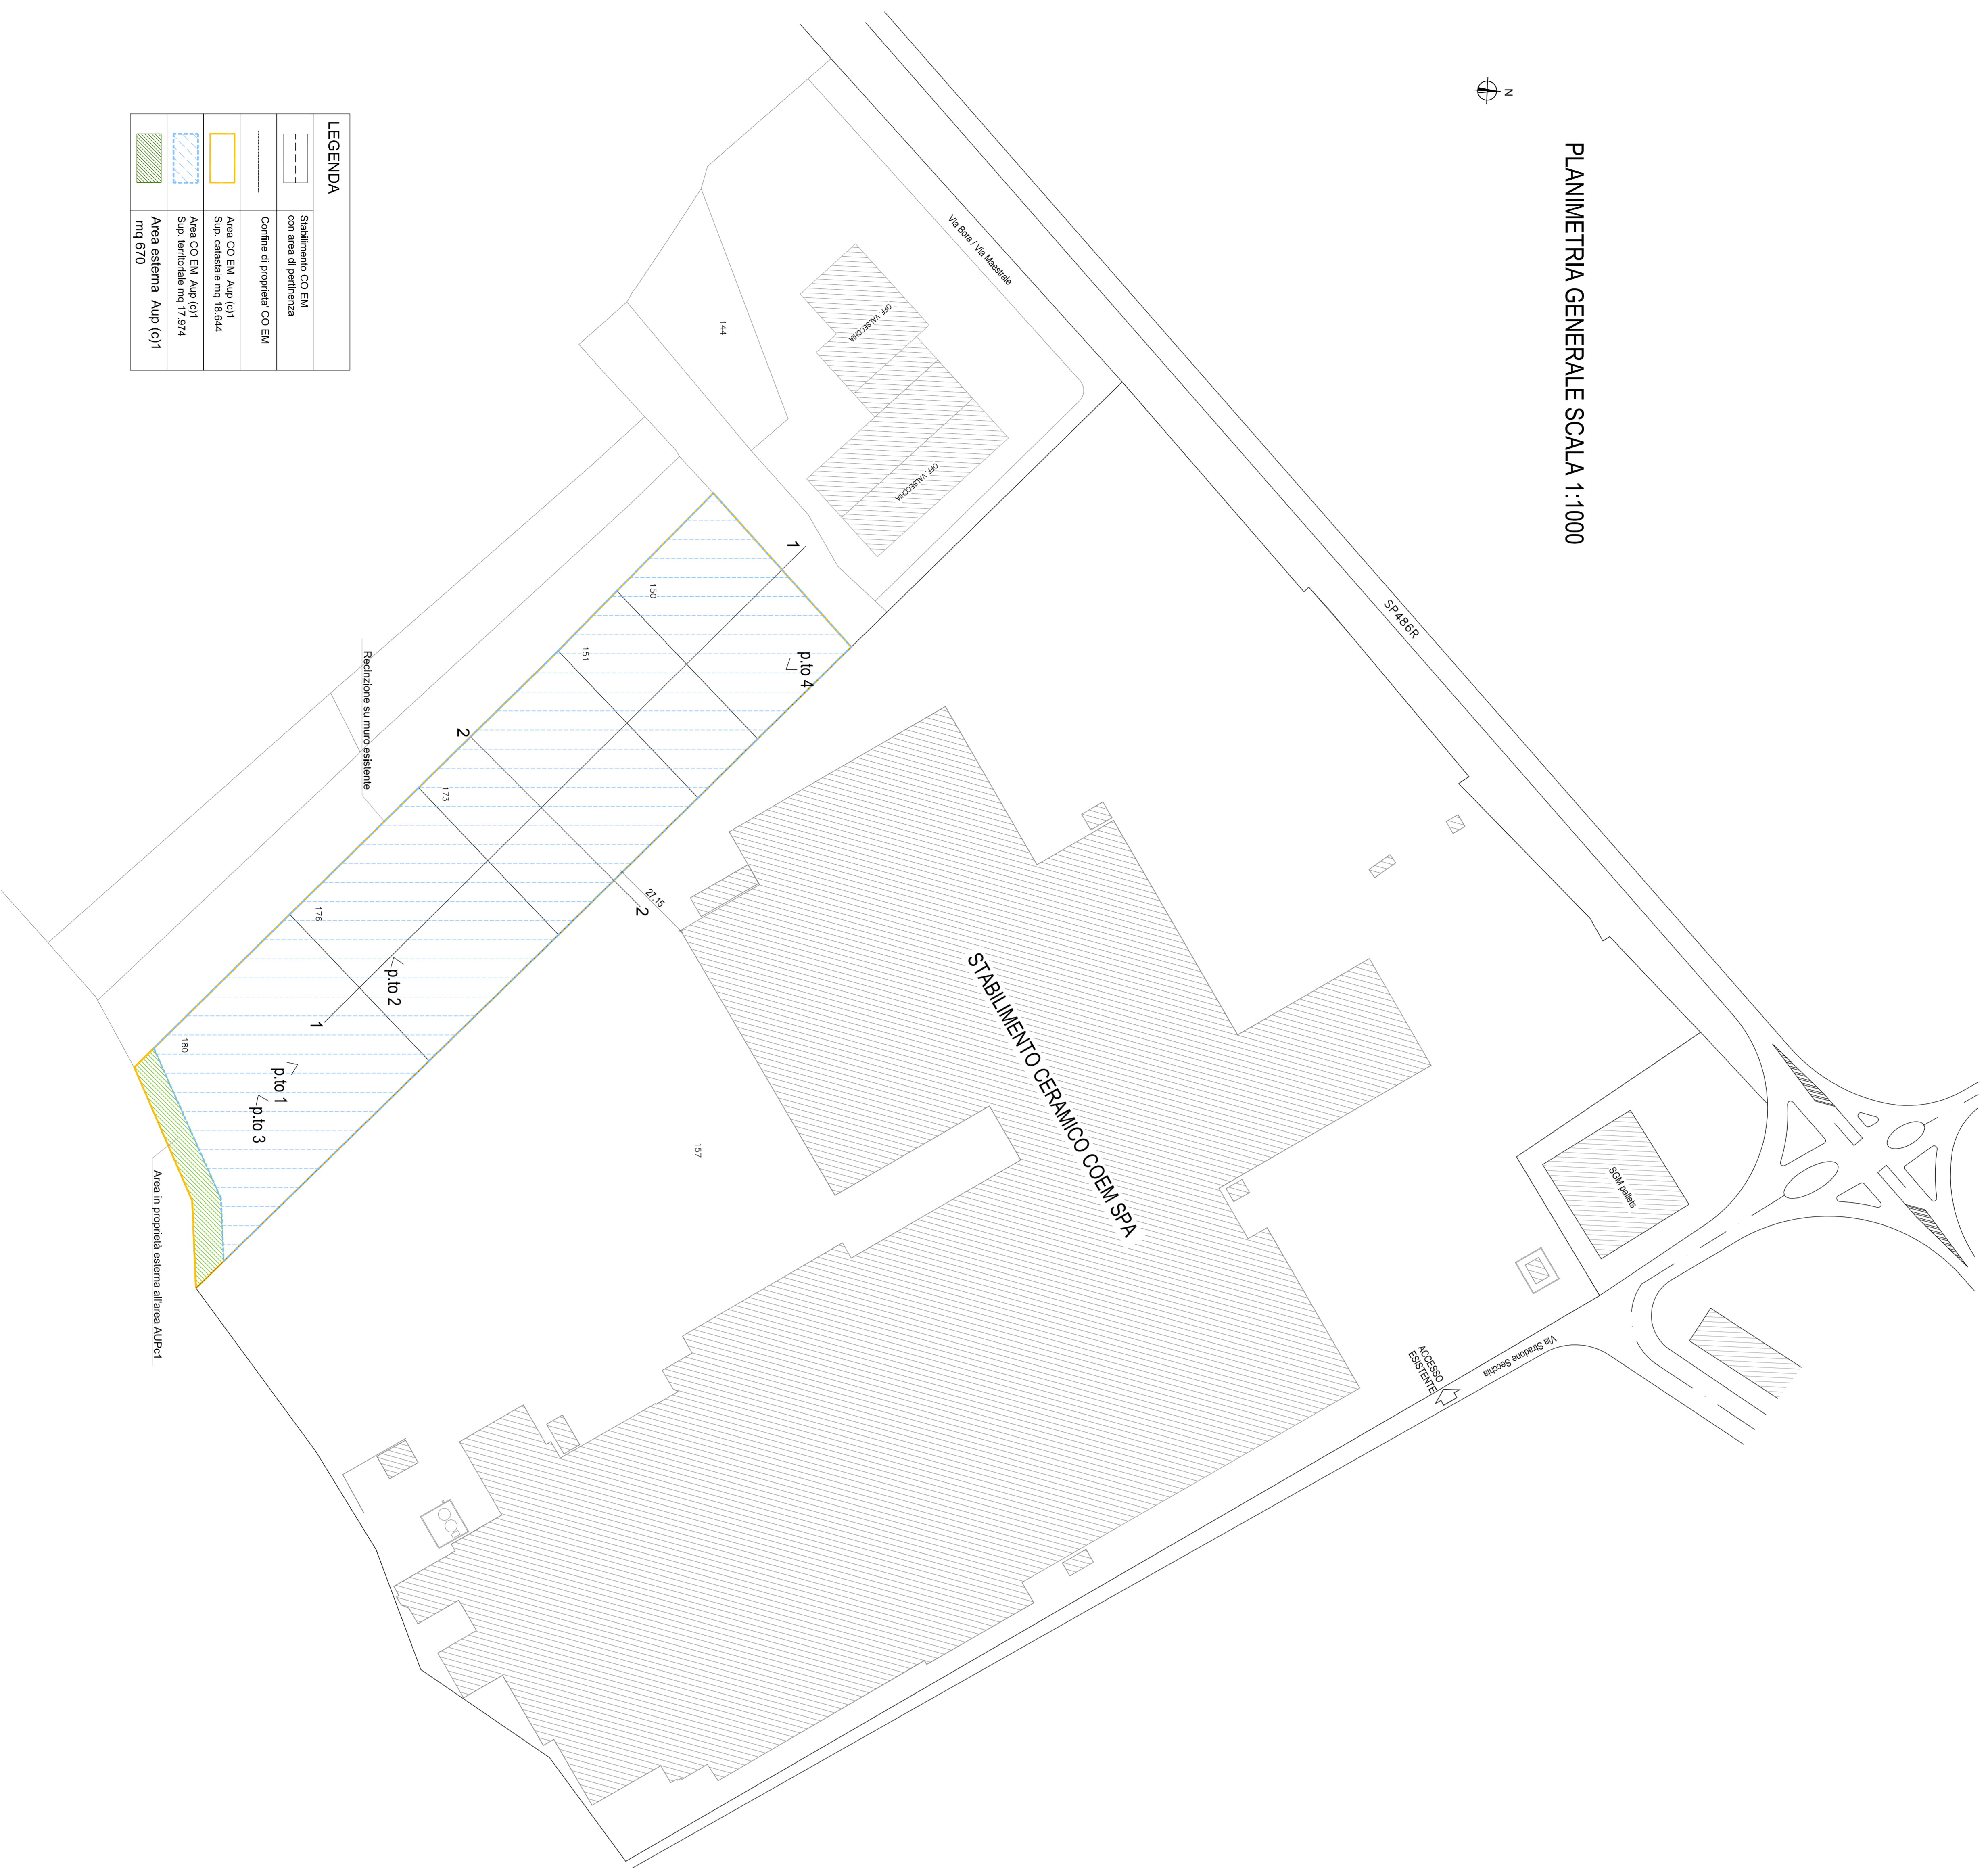 PLANIMETRIA GENERALE SCALA 1:1000
N
SP486R
Via Bora / Via Maestrale
OFF. VALSECCHIA
OFF. VALSECCHIA
144
SGM pallets
Via Stradone Secchia
ACCESSO
ESISTENTE
STABILIMENTO CERAMICO COEM SPA
157
27.15
1
1
2
2
p.to 4
p.to 2
p.to 1
p.to 3
150
151
173
176
180
Recinzione su muro esistente
Area in proprietà esterna all'area AUPc1
LEGENDA
Stabilimento CO EM
con area di pertinenza
Confine di proprieta' CO EM
Area CO EM Aup (c)1
Sup. catastale mq 18.644
Area CO EM Aup (c)1
Sup. territoriale mq 17.974
Area esterna Aup (c)1
mq 670